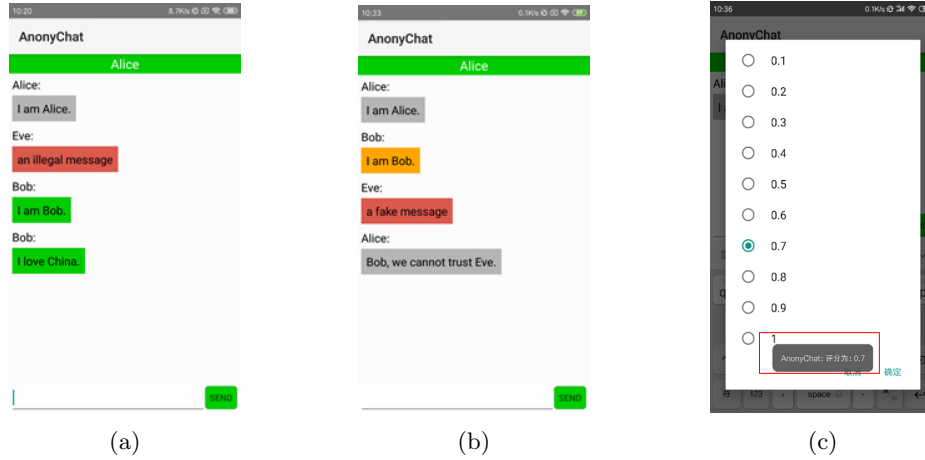 10:20 8.7K/s
AnonyChat
Alice
Alice:
I am Alice.
Eve:
an illegal message
Bob:
I am Bob.
Bob:
I love China.
SEND
(a)
10:33 0.1K/s
AnonyChat
Alice
Alice:
I am Alice.
Bob:
I am Bob.
Eve:
a fake message
Alice:
Bob, we cannot trust Eve.
SEND
(b)
10:36 0.1K/s
AnonyChat
0.1
0.2
0.3
0.4
0.5
0.6
0.7
0.8
0.9
1
AnonyChat: 评分为: 0.7
取消 确定
123 , space
(c)